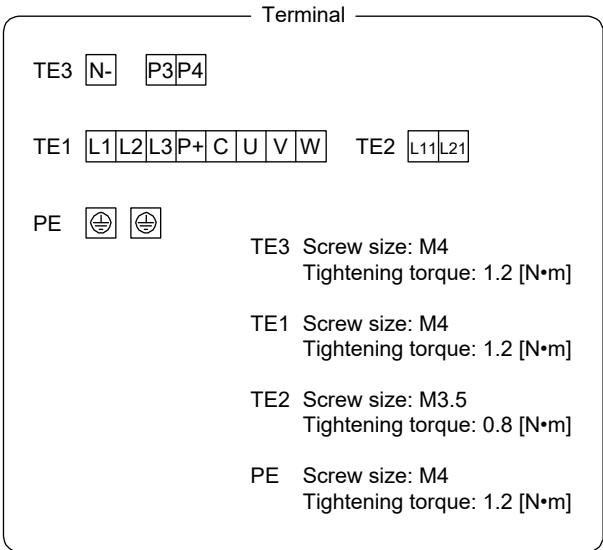 Terminal
TE3 N- P3 P4
TE1 L1 L2 L3 P+ C U V W TE2 L11 L21
PE
TE3 Screw size: M4
Tightening torque: 1.2 [N•m]
TE1 Screw size: M4
Tightening torque: 1.2 [N•m]
TE2 Screw size: M3.5
Tightening torque: 0.8 [N•m]
PE Screw size: M4
Tightening torque: 1.2 [N•m]